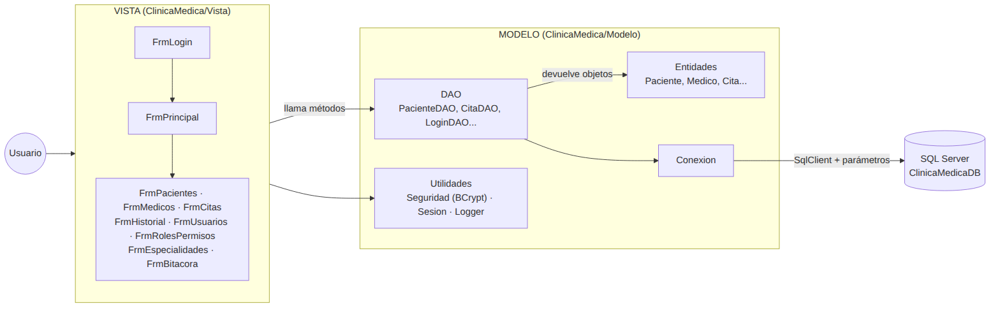 Usuario
VISTA (ClinicaMedica/Vista)
FrmLogin
FrmPrincipal
FrmPacientes ·
FrmMedicos · FrmCitas
FrmHistorial · FrmUsuarios
· FrmRolesPermisos
FrmEspecialidades ·
FrmBitacora
llama métodos
MODELO (ClinicaMedica/Modelo)
DAO
PacienteDAO, CitaDAO,
LoginDAO...
devuelve objetos
Entidades
Paciente, Medico, Cita...
Conexion
Utilidades
Seguridad (BCrypt) ·
Sesion · Logger
SqlClient + parámetros
SQL Server
ClinicaMedicaDB